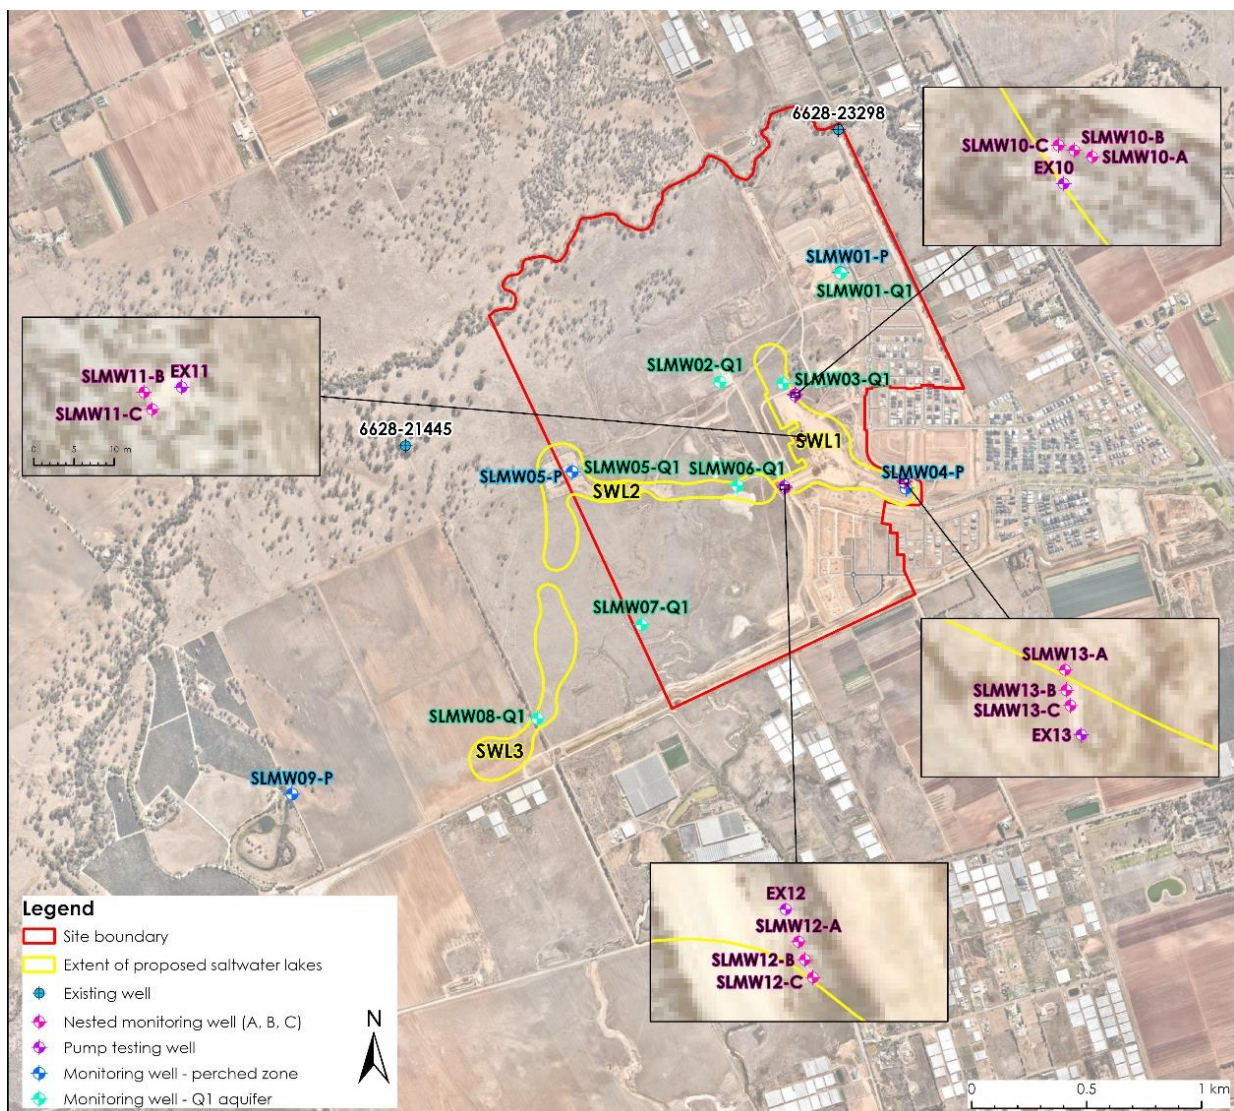 6628-23298
SLMW10-C
SLMW10-B
SLMW10-A
EX10
SLMW01-P
SLMW01-Q1
SLMW11-B
EX11
SLMW11-C
0 5 10 m
SLMW02-Q1
SLMW03-Q1
6628-21445
SWL1
SLMW05-P
SLMW05-Q1
SLMW06-Q1
SLMW04-P
SWL2
SLMW07-Q1
SLMW13-A
SLMW13-B
SLMW13-C
EX13
SLMW08-Q1
SWL3
SLMW09-P
EX12
SLMW12-A
SLMW12-B
SLMW12-C
Legend
Site boundary
Extent of proposed saltwater lakes
Existing well
Nested monitoring well (A, B, C)
Pump testing well
Monitoring well - perched zone
Monitoring well - Q1 aquifer
N
0 0.5 1 km